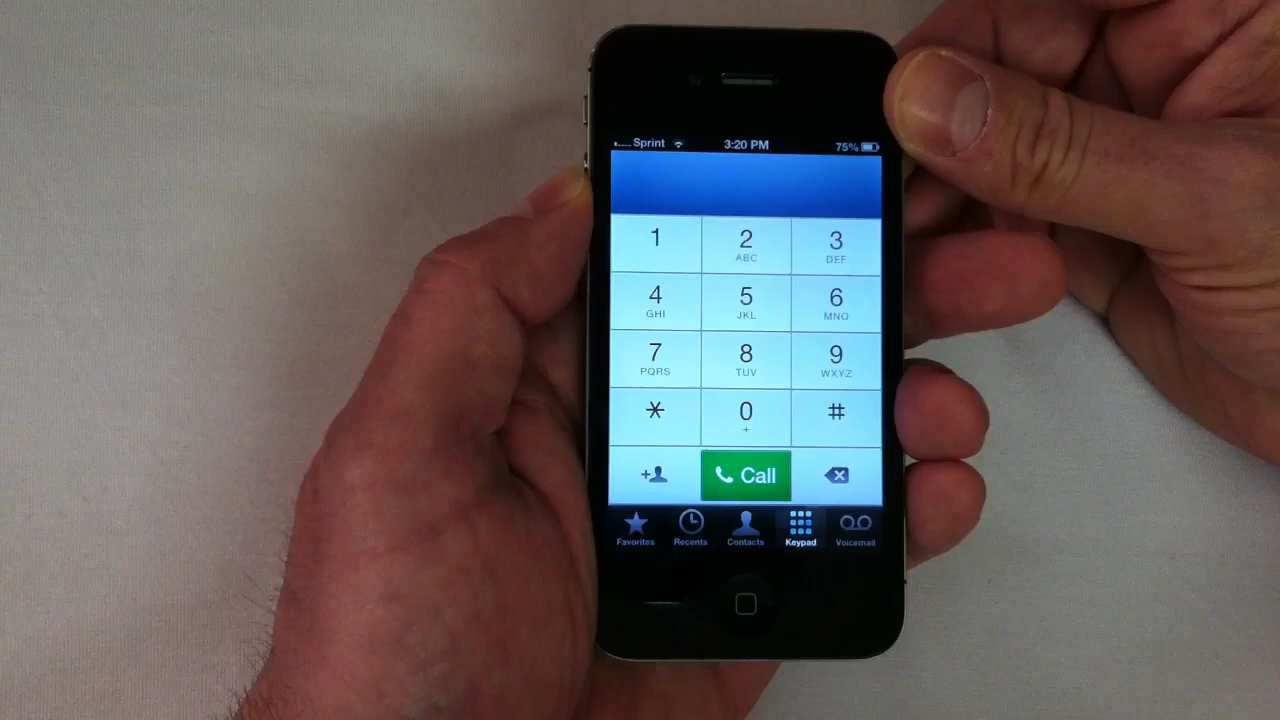 Sprint 3:20 PM 75%
1 2 3
ABC DEF
4 5 6
GHI JKL MNO
7 8 9
PQRS TUV WXYZ
* 0 #
+
+ Call
Favorites Recents Contacts Keypad Voicemail